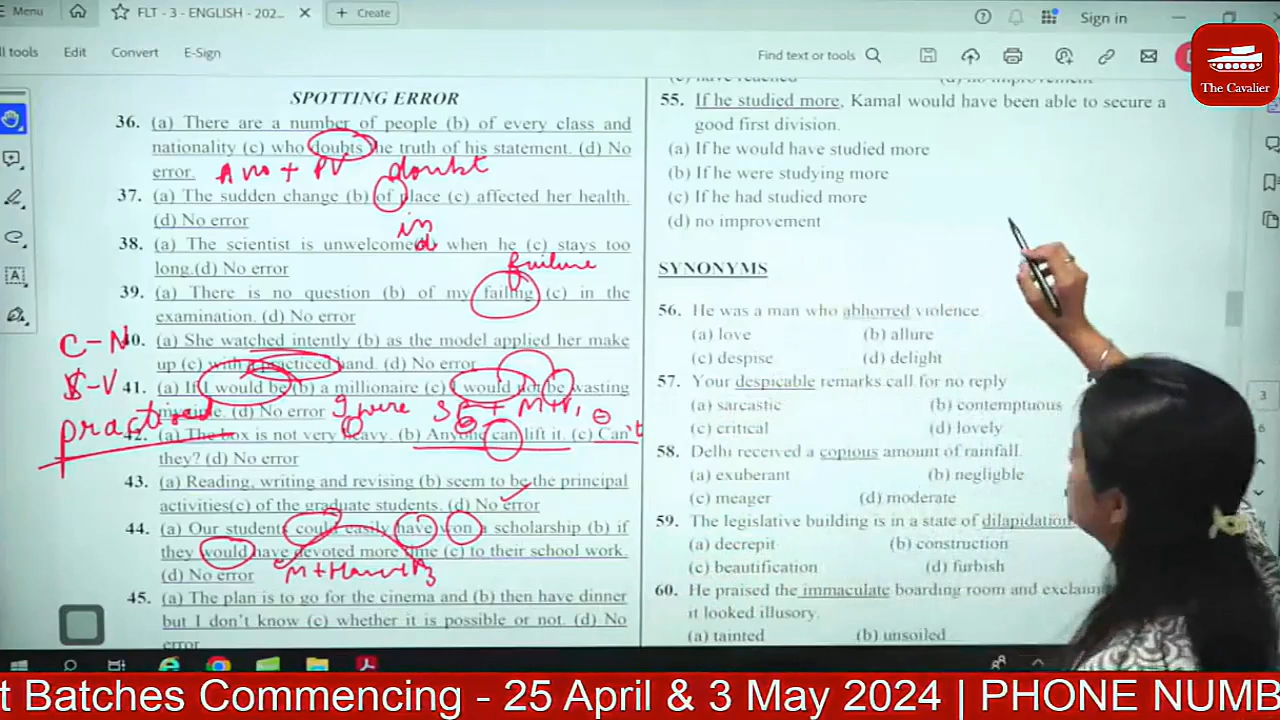 Menu
FLT - 3 - ENGLISH - 202...
+ Create
Sign in
ll tools
Edit
Convert
E-Sign
Find text or tools
The Cavalier
SPOTTING ERROR
36. (a) There are a number of people (b) of every class and
nationality (c) who doubts the truth of his statement. (d) No
error.
A no + PV doubt
37. (a) The sudden change (b) of place (c) affected her health.
(d) No error
in
38. (a) The scientist is unwelcomed when he (c) stays too
long.(d) No error
failure
39. (a) There is no question (b) of my failing (c) in the
examination. (d) No error
C - N
40. (a) She watched intently (b) as the model applied her make
up (c) with a practiced hand. (d) No error
S - V
41. (a) If I would be (b) a millionaire (c) I would not be wasting
my time. (d) No error
practised
42. (a) The box is not very heavy. (b) Anyone can lift it. (c) Can't
they? (d) No error
43. (a) Reading, writing and revising (b) seem to be the principal
activities(c) of the graduate students. (d) No error
44. (a) Our students could easily have won a scholarship (b) if
they would have devoted more time (c) to their school work.
(d) No error
45. (a) The plan is to go for the cinema and (b) then have dinner
but I don't know (c) whether it is possible or not. (d) No
error
(c) have reached (d) no improvement
55. If he studied more, Kamal would have been able to secure a
good first division.
(a) If he would have studied more
(b) If he were studying more
(c) If he had studied more
(d) no improvement
SYNONYMS
56. He was a man who abhorred violence.
(a) love (b) allure
(c) despise (d) delight
57. Your despicable remarks call for no reply
(a) sarcastic (b) contemptuous
(c) critical (d) lovely
58. Delhi received a copious amount of rainfall.
(a) exuberant (b) negligble
(c) meager (d) moderate
59. The legislative building is in a state of dilapidation
(a) decrepit (b) construction
(c) beautification (d) furbish
60. He praised the immaculate boarding room and exclaim
it looked illusory.
(a) tainted (b) unsoiled
3
6
t Batches Commencing - 25 April & 3 May 2024 | PHONE NUMB